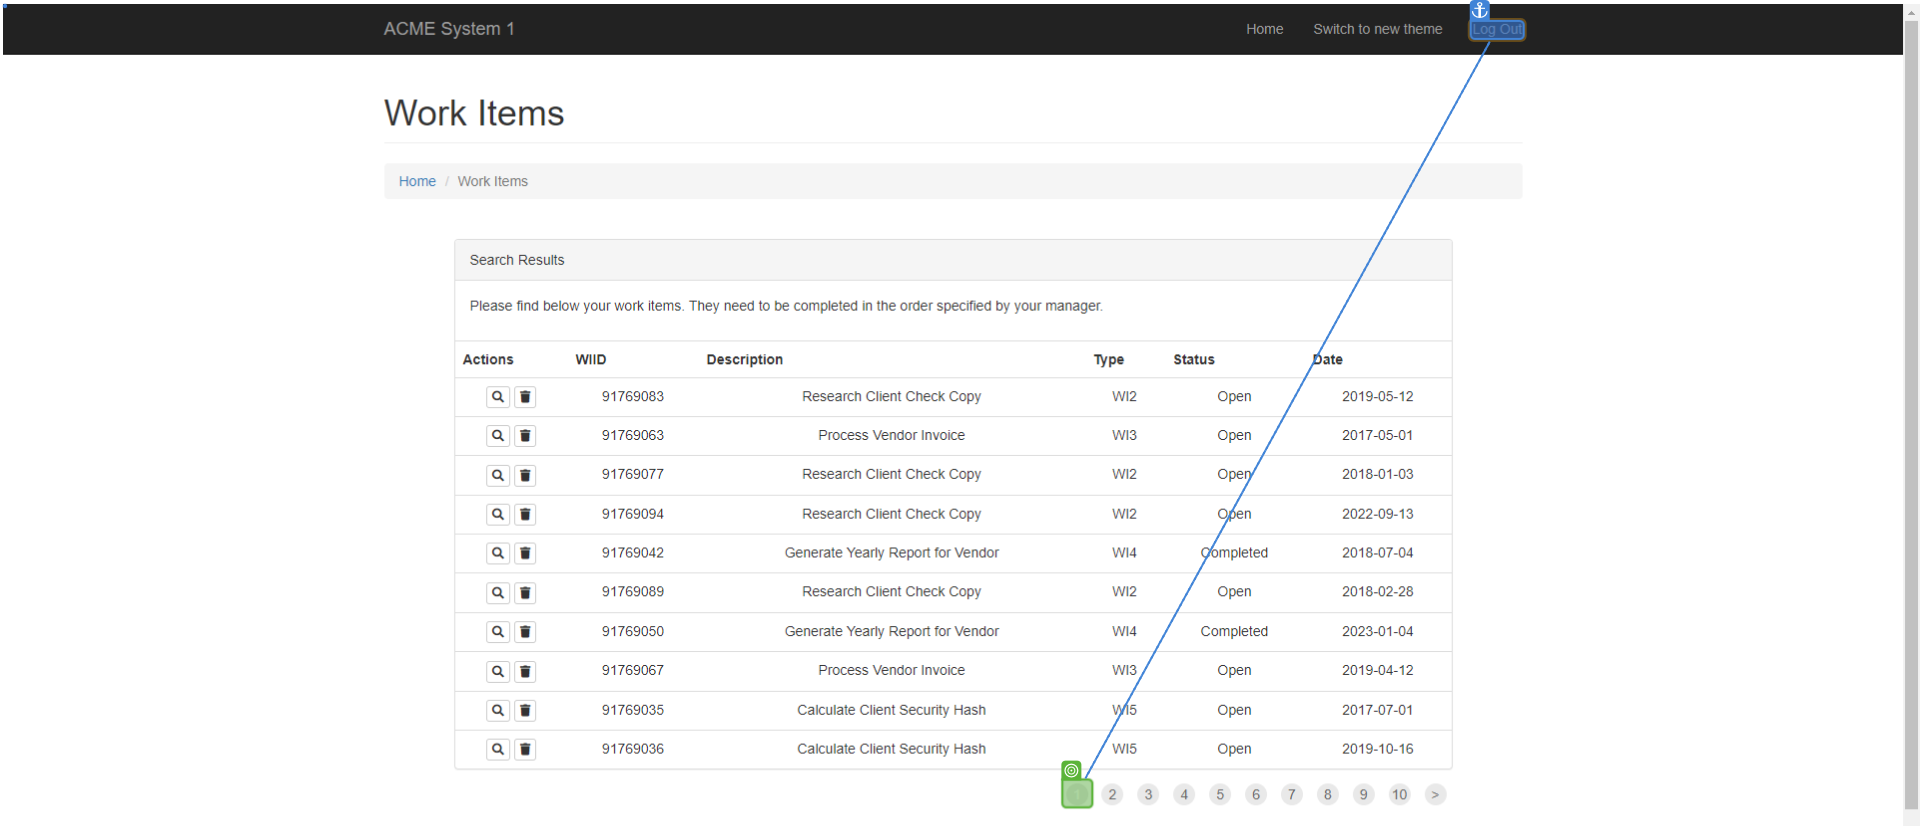 ACME System 1 Home Switch to new theme Log Out
Work Items
Home / Work Items
Search Results
Please find below your work items. They need to be completed in the order specified by your manager.
Actions WIID Description Type Status Date
91769083 Research Client Check Copy WI2 Open 2019-05-12
91769063 Process Vendor Invoice WI3 Open 2017-05-01
91769077 Research Client Check Copy WI2 Open 2018-01-03
91769094 Research Client Check Copy WI2 Open 2022-09-13
91769042 Generate Yearly Report for Vendor WI4 Completed 2018-07-04
91769089 Research Client Check Copy WI2 Open 2018-02-28
91769050 Generate Yearly Report for Vendor WI4 Completed 2023-01-04
91769067 Process Vendor Invoice WI3 Open 2019-04-12
91769035 Calculate Client Security Hash WI5 Open 2017-07-01
91769036 Calculate Client Security Hash WI5 Open 2019-10-16
1 2 3 4 5 6 7 8 9 10 >